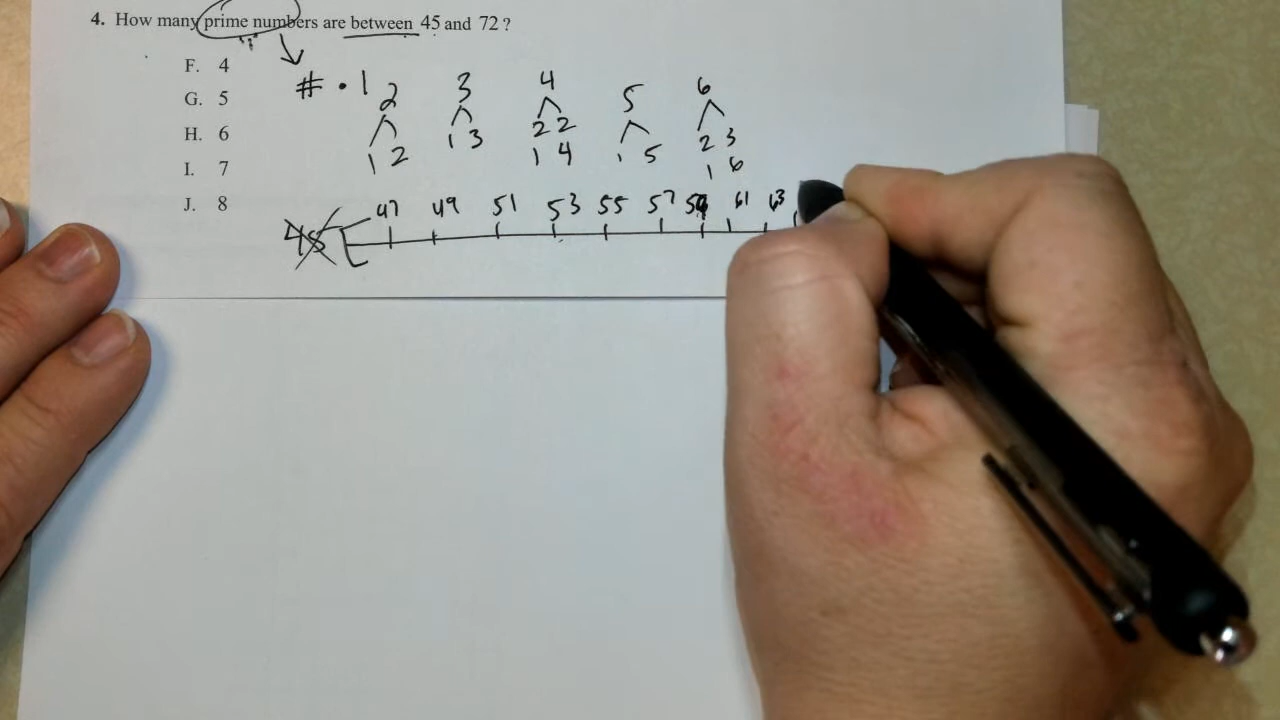 4. How many prime numbers are between 45 and 72 ?
F. 4
G. 5
H. 6
I. 7
J. 8
# · 1
2 3 4 5 6
1 2 1 3 2 2 1 5 2 3
1 4 1 6
45 47 49 51 53 55 57 59 61 63